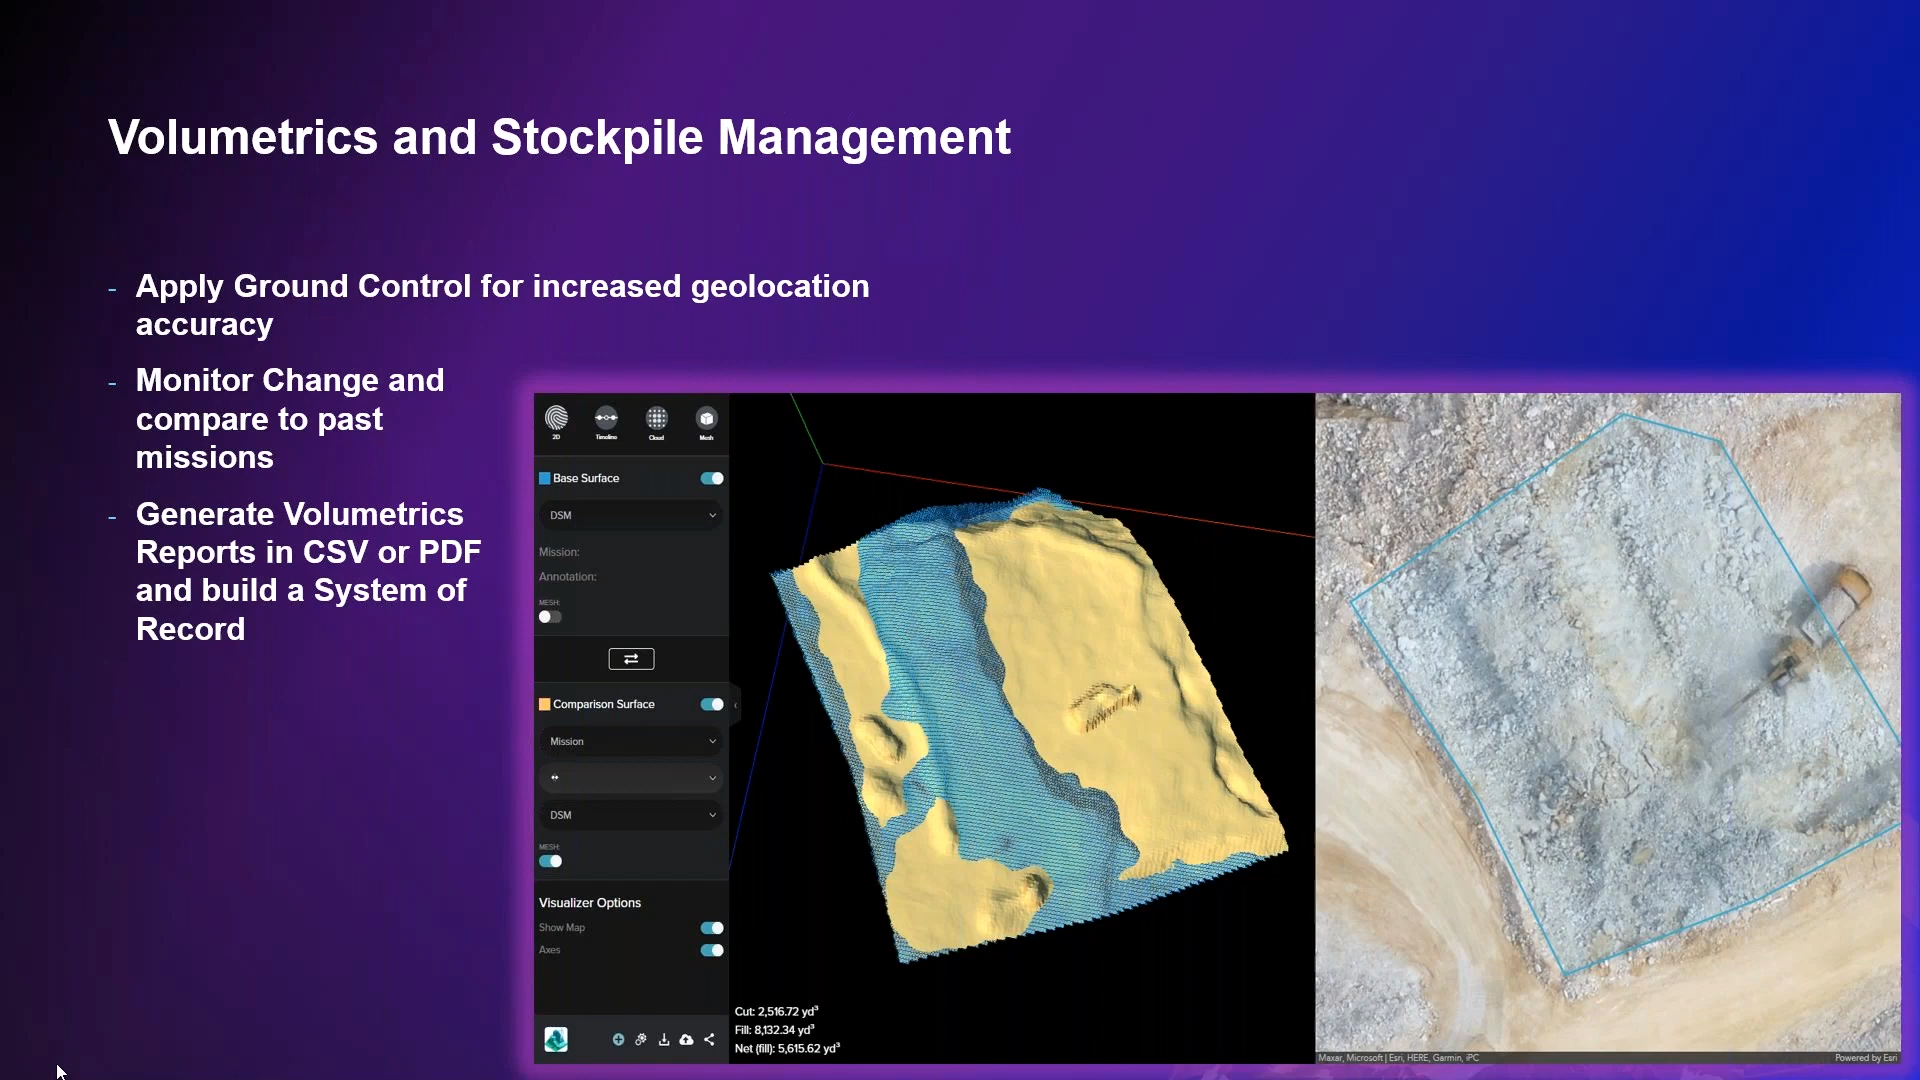 Volumetrics and Stockpile Management
- Apply Ground Control for increased geolocation
accuracy
- Monitor Change and
compare to past
missions
- Generate Volumetrics
Reports in CSV or PDF
and build a System of
Record
2D Timeline Cloud Mesh
Base Surface
DSM
Mission:
Annotation:
MESH:
Comparison Surface
Mission
DSM
MESH:
Visualizer Options
Show Map
Axes
Cut: 2,516.72 yd³
Fill: 8,132.34 yd³
Net (fill): 5,615.62 yd³
Maxar, Microsoft | Esri, HERE, Garmin, iPC
Powered by Esri